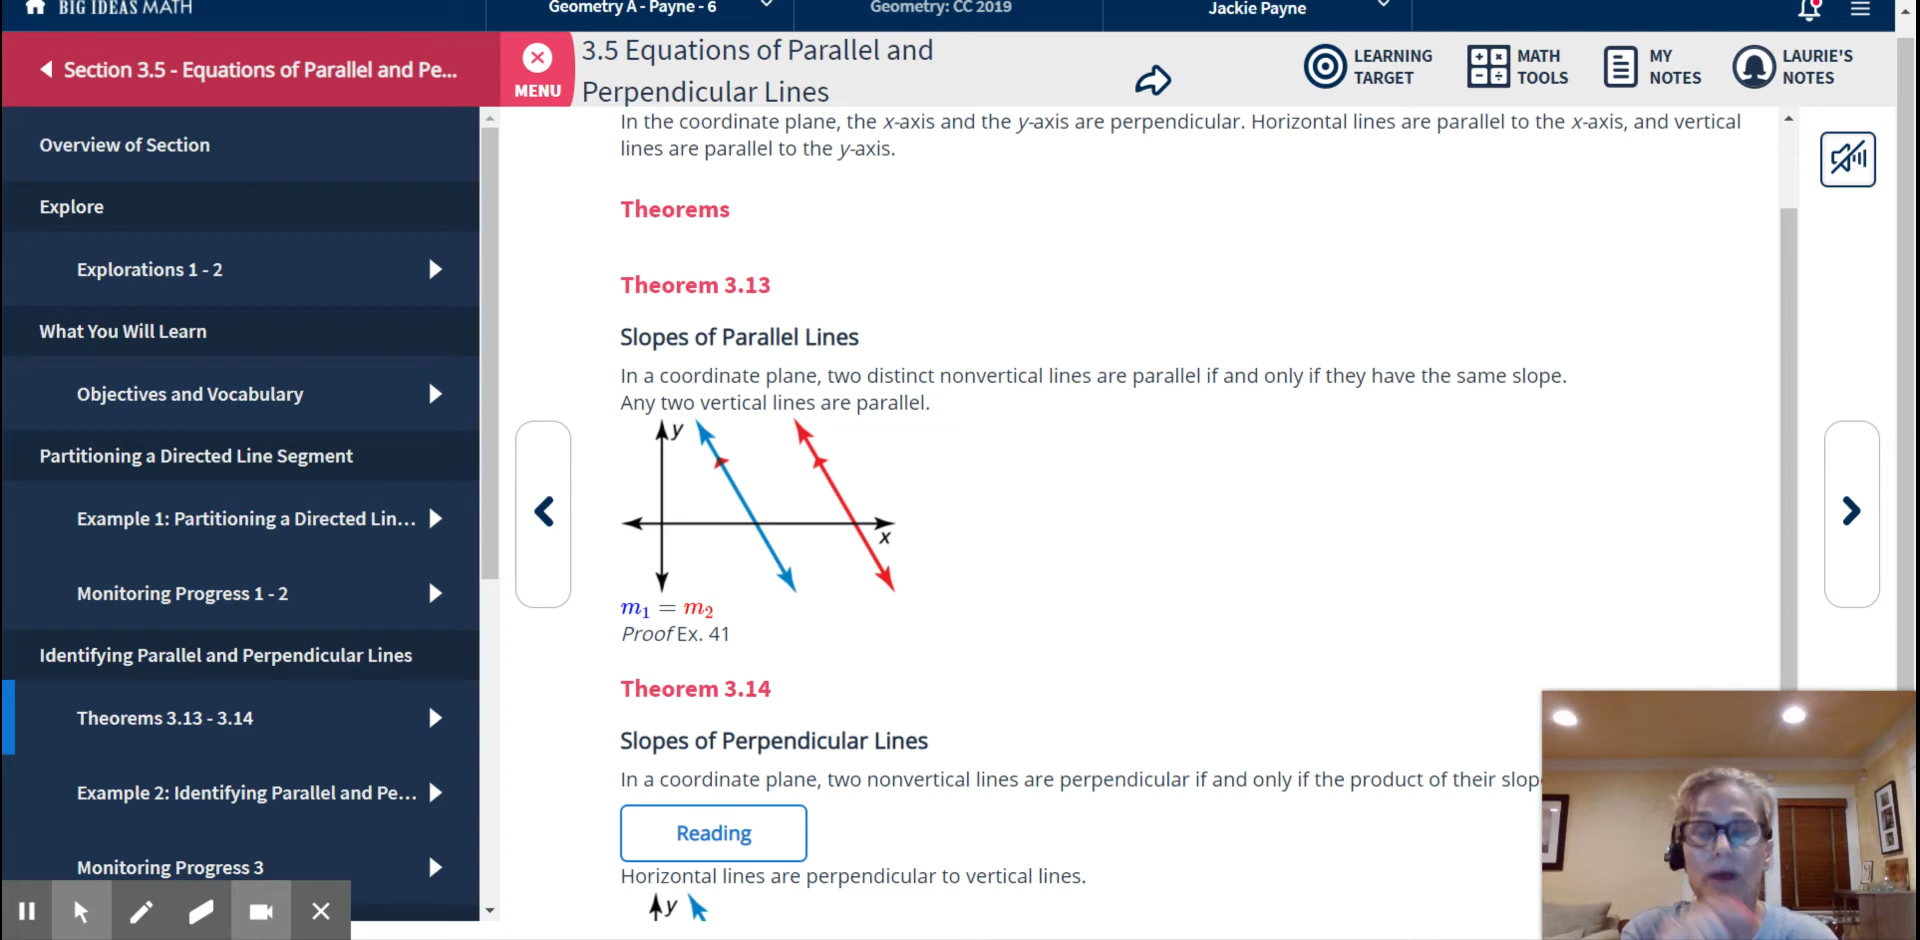 BIG IDEAS MATH
Geometry A - Payne - 6
Geometry: CC 2019
Jackie Payne
Section 3.5 - Equations of Parallel and Pe...
MENU
3.5 Equations of Parallel and
Perpendicular Lines
LEARNING
TARGET
MATH
TOOLS
MY
NOTES
LAURIE'S
NOTES
Overview of Section
Explore
Explorations 1 - 2
What You Will Learn
Objectives and Vocabulary
Partitioning a Directed Line Segment
Example 1: Partitioning a Directed Lin...
Monitoring Progress 1 - 2
Identifying Parallel and Perpendicular Lines
Theorems 3.13 - 3.14
Example 2: Identifying Parallel and Pe...
Monitoring Progress 3
In the coordinate plane, the x-axis and the y-axis are perpendicular. Horizontal lines are parallel to the x-axis, and vertical
lines are parallel to the y-axis.
Theorems
Theorem 3.13
Slopes of Parallel Lines
In a coordinate plane, two distinct nonvertical lines are parallel if and only if they have the same slope.
Any two vertical lines are parallel.
y
x
m₁ = m₂
Proof Ex. 41
Theorem 3.14
Slopes of Perpendicular Lines
In a coordinate plane, two nonvertical lines are perpendicular if and only if the product of their slop
Reading
Horizontal lines are perpendicular to vertical lines.
y